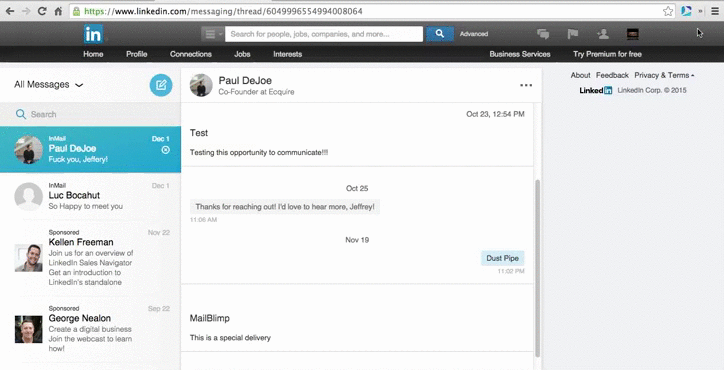 https://www.linkedin.com/messaging/thread/6049996554994008064
in
Search for people, jobs, companies, and more...
Advanced
Home
Profile
Connections
Jobs
Interests
Business Services
Try Premium for free
All Messages
Search
InMail
Dec 1
Paul DeJoe
Fuck you, Jeffery!
InMail
Dec 1
Luc Bocahut
So Happy to meet you
Sponsored
Nov 22
Kellen Freeman
Join us for an overview of
LinkedIn Sales Navigator
Get an introduction to
LinkedIn's standalone
Sponsored
Sep 22
George Nealon
Create a digital business
Join the webcast to learn
how!
Paul DeJoe
Co-Founder at Ecquire
Oct 23, 12:54 PM
Test
Testing this opportunity to communicate!!!
Oct 25
Thanks for reaching out! I'd love to hear more, Jeffrey!
11:06 AM
Nov 19
Dust Pipe
11:02 PM
MailBlimp
This is a special delivery
About
Feedback
Privacy & Terms
Linked in
LinkedIn Corp. © 2015